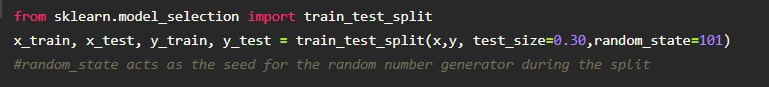 from sklearn.model_selection import train_test_split
x_train, x_test, y_train, y_test = train_test_split(x,y, test_size=0.30,random_state=101)
#random_state acts as the seed for the random number generator during the split